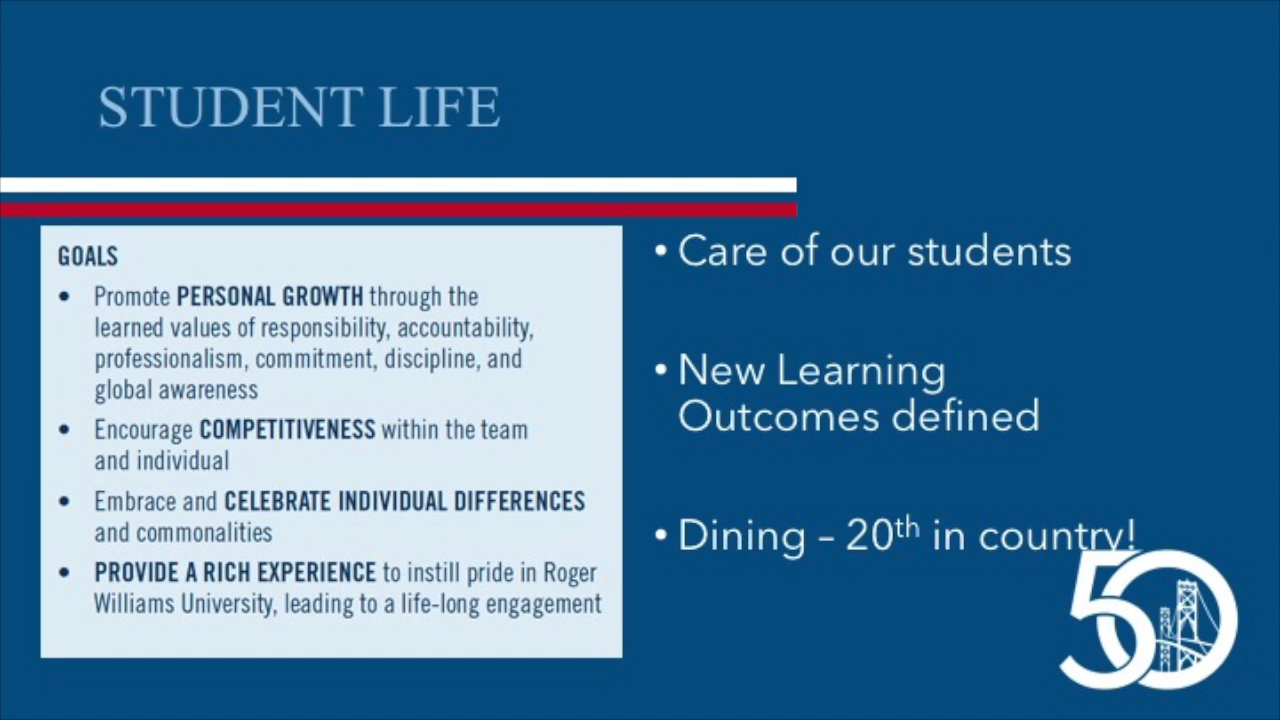 STUDENT LIFE
GOALS
• Promote PERSONAL GROWTH through the
learned values of responsibility, accountability,
professionalism, commitment, discipline, and
global awareness
• Encourage COMPETITIVENESS within the team
and individual
• Embrace and CELEBRATE INDIVIDUAL DIFFERENCES
and commonalities
• PROVIDE A RICH EXPERIENCE to instill pride in Roger
Williams University, leading to a life-long engagement
• Care of our students
• New Learning
Outcomes defined
• Dining – 20th in country!
50